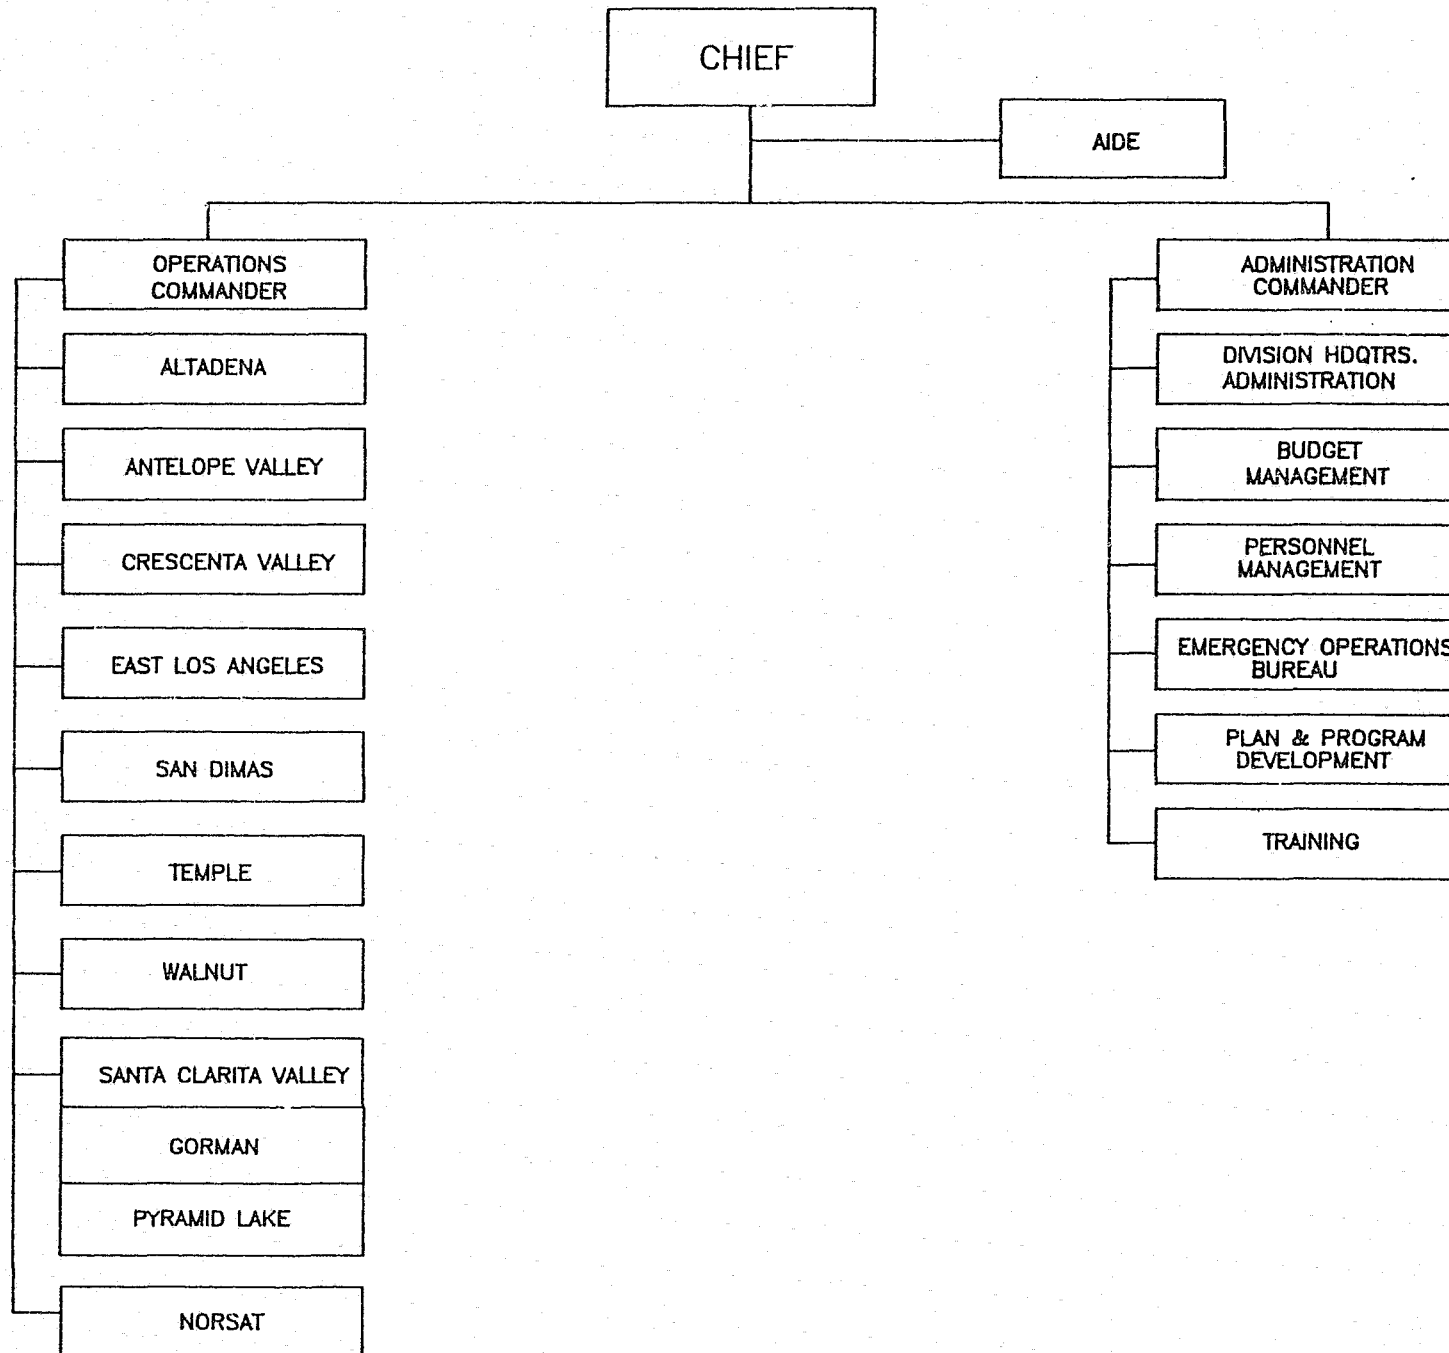 CHIEF
AIDE
OPERATIONS
COMMANDER
ALTADENA
ANTELOPE VALLEY
CRESCENTA VALLEY
EAST LOS ANGELES
SAN DIMAS
TEMPLE
WALNUT
SANTA CLARITA VALLEY
GORMAN
PYRAMID LAKE
NORSAT
ADMINISTRATION
COMMANDER
DIVISION HDQTRS.
ADMINISTRATION
BUDGET
MANAGEMENT
PERSONNEL
MANAGEMENT
EMERGENCY OPERATIONS
BUREAU
PLAN & PROGRAM
DEVELOPMENT
TRAINING